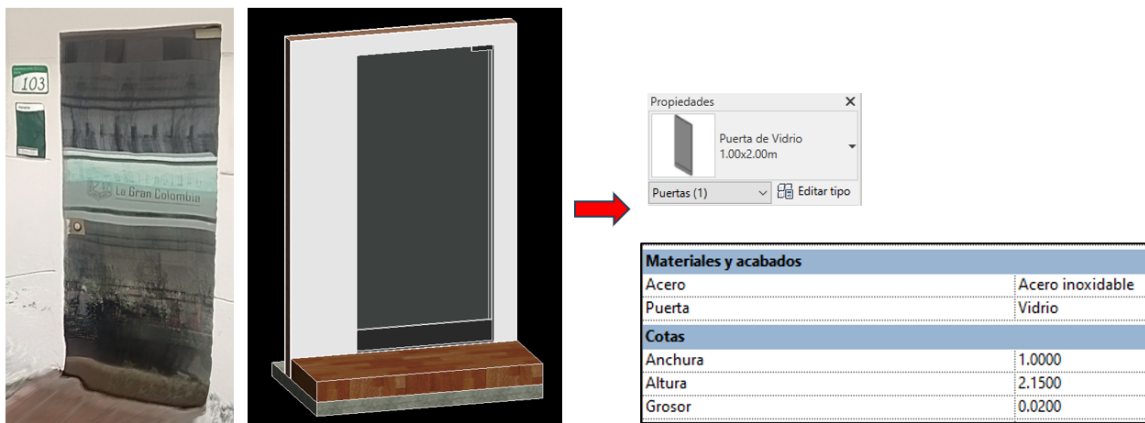 103
La Gran Colombia
Propiedades X
Puerta de Vidrio
1.00x2.00m
Puertas (1) Editar tipo
Materiales y acabados
Acero Acero inoxidable
Puerta Vidrio
Cotas
Anchura 1.0000
Altura 2.1500
Grosor 0.0200